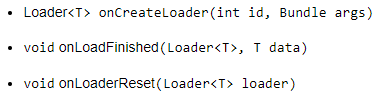 • Loader<T> onCreateLoader(int id, Bundle args)
• void onLoadFinished(Loader<T>, T data)
• void onLoaderReset(Loader<T> loader)